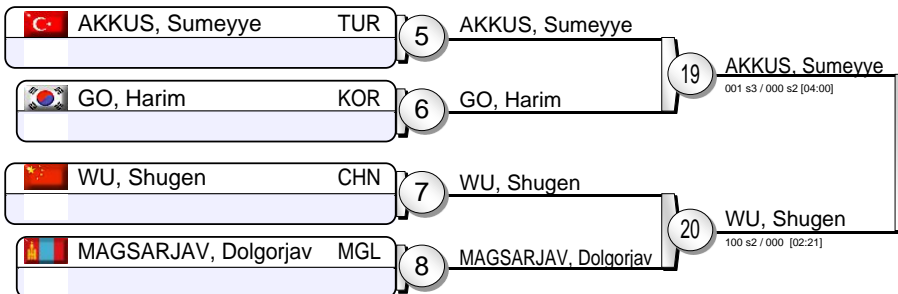 AKKUS, Sumeyye TUR 5 AKKUS, Sumeyye
19 AKKUS, Sumeyye
001 s3 / 000 s2 [04:00]
GO, Harim KOR 6 GO, Harim
WU, Shugen CHN 7 WU, Shugen
20 WU, Shugen
100 s2 / 000 [02:21]
MAGSARJAV, Dolgorjav MGL 8 MAGSARJAV, Dolgorjav